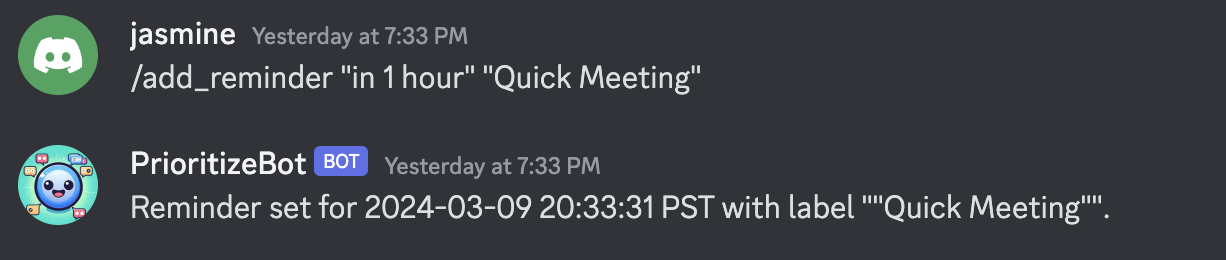 jasmine Yesterday at 7:33 PM
/add_reminder "in 1 hour" "Quick Meeting"
PrioritizeBot BOT Yesterday at 7:33 PM
Reminder set for 2024-03-09 20:33:31 PST with label ""Quick Meeting"".